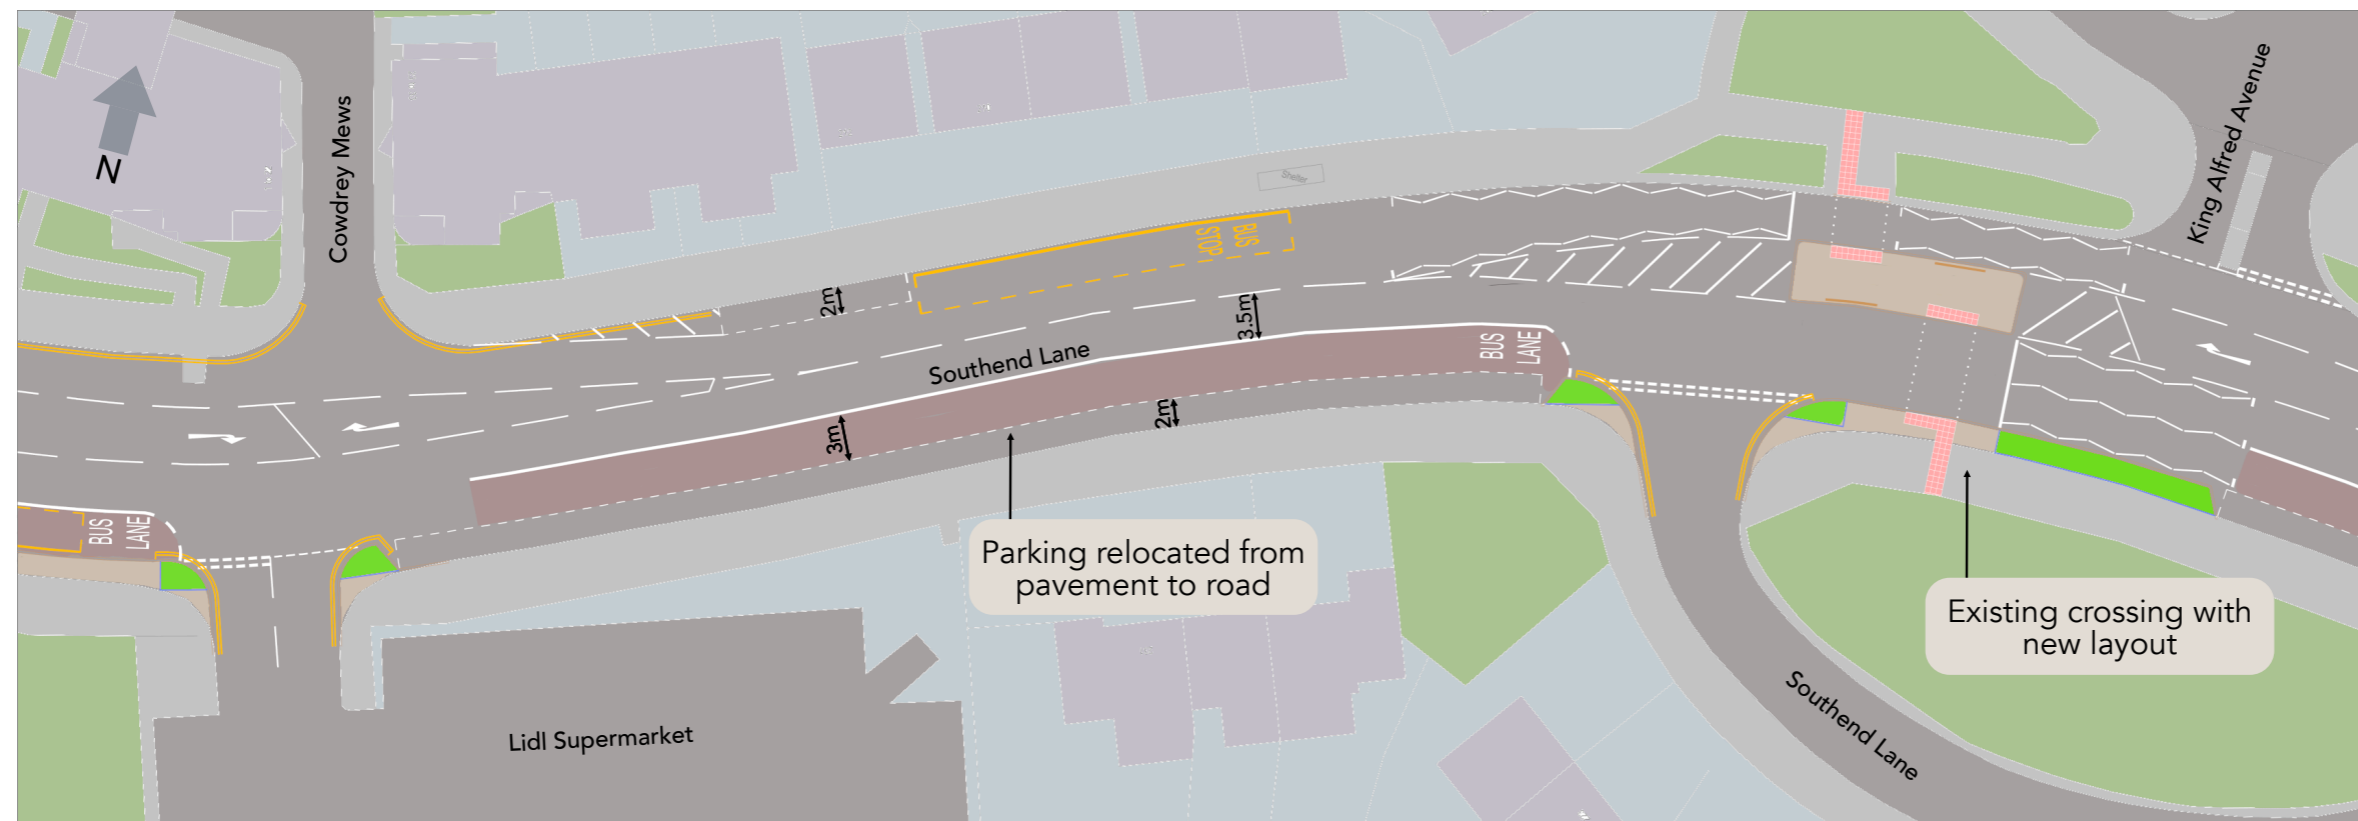 N
Cowdrey Mews
King Alfred Avenue
BUS
STOP
2m
3.5m
Southend Lane
BUS
LANE
3m
2m
BUS
LANE
Parking relocated from
pavement to road
Existing crossing with
new layout
Southend Lane
Lidl Supermarket